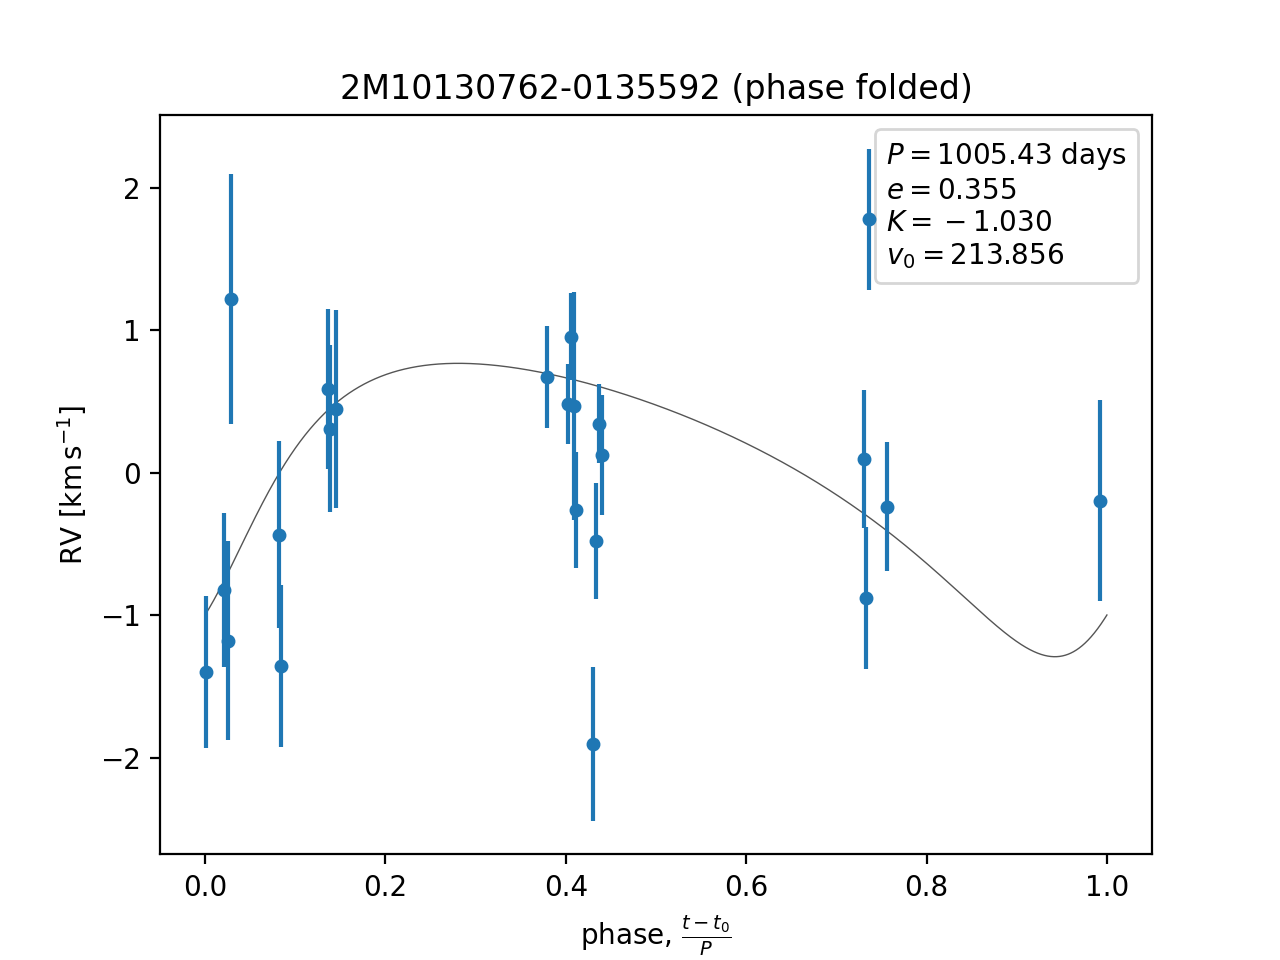 2M10130762-0135592 (phase folded)
P = 1005.43 days
e = 0.355
K = −1.030
v₀ = 213.856
2
1
0
−1
−2
RV [km s⁻¹]
0.0 0.2 0.4 0.6 0.8 1.0
phase, (t − t₀)/P